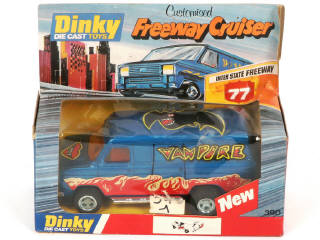 Dinky
DIE CAST TOYS
Customised
Freeway Cruiser
INTER STATE FREEWAY
77
VAMPIRE
New
Dinky
DIE CAST TOYS
390